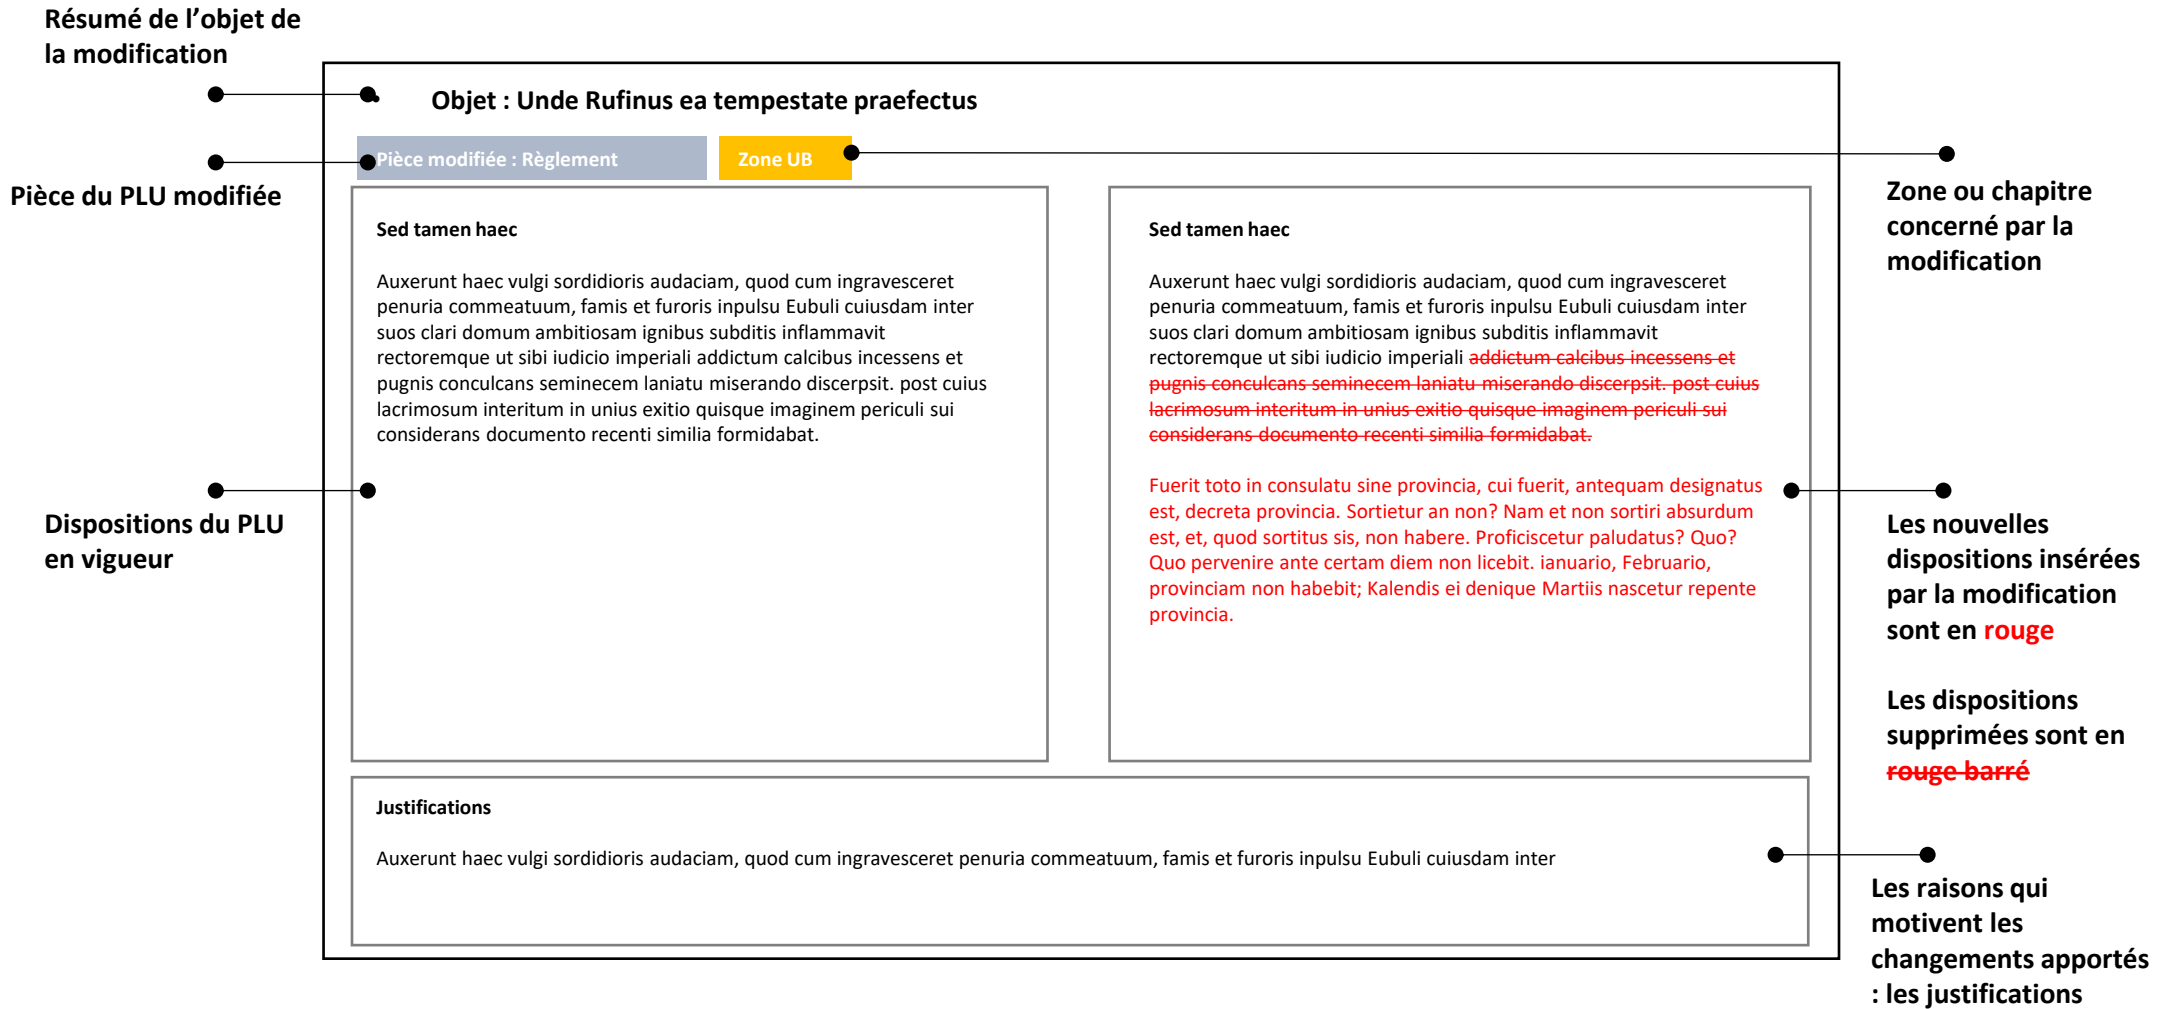 Résumé de l’objet de
la modification
• Objet : Unde Rufinus ea tempestate praefectus
Pièce modifiée : Règlement
Zone UB
Pièce du PLU modifiée
Zone ou chapitre
concerné par la
modification
Sed tamen haec
Auxerunt haec vulgi sordidioris audaciam, quod cum ingravesceret
penuria commeatuum, famis et furoris inpulsu Eubuli cuiusdam inter
suos clari domum ambitiosam ignibus subditis inflammavit
rectoremque ut sibi iudicio imperiali addictum calcibus incessens et
pugnis conculcans seminecem laniatu miserando discerpsit. post cuius
lacrimosum interitum in unius exitio quisque imaginem periculi sui
considerans documento recenti similia formidabat.
Dispositions du PLU
en vigueur
Sed tamen haec
Auxerunt haec vulgi sordidioris audaciam, quod cum ingravesceret
penuria commeatuum, famis et furoris inpulsu Eubuli cuiusdam inter
suos clari domum ambitiosam ignibus subditis inflammavit
rectoremque ut sibi iudicio imperiali addictum calcibus incessens et
pugnis conculcans seminecem laniatu miserando discerpsit. post cuius
lacrimosum interitum in unius exitio quisque imaginem periculi sui
considerans documento recenti similia formidabat.
Fuerit toto in consulatu sine provincia, cui fuerit, antequam designatus
est, decreta provincia. Sortietur an non? Nam et non sortiri absurdum
est, et, quod sortitus sis, non habere. Proficiscetur paludatus? Quo?
Quo pervenire ante certam diem non licebit. ianuario, Februario,
provinciam non habebit; Kalendis ei denique Martiis nascetur repente
provincia.
Les nouvelles
dispositions insérées
par la modification
sont en rouge
Les dispositions
supprimées sont en
rouge barré
Justifications
Auxerunt haec vulgi sordidioris audaciam, quod cum ingravesceret penuria commeatuum, famis et furoris inpulsu Eubuli cuiusdam inter
Les raisons qui
motivent les
changements apportés
: les justifications